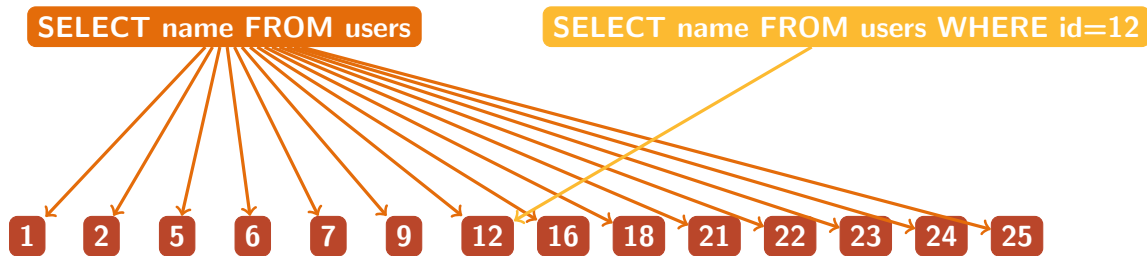 SELECT name FROM users SELECT name FROM users WHERE id=12
1 2 5 6 7 9 12 16 18 21 22 23 24 25